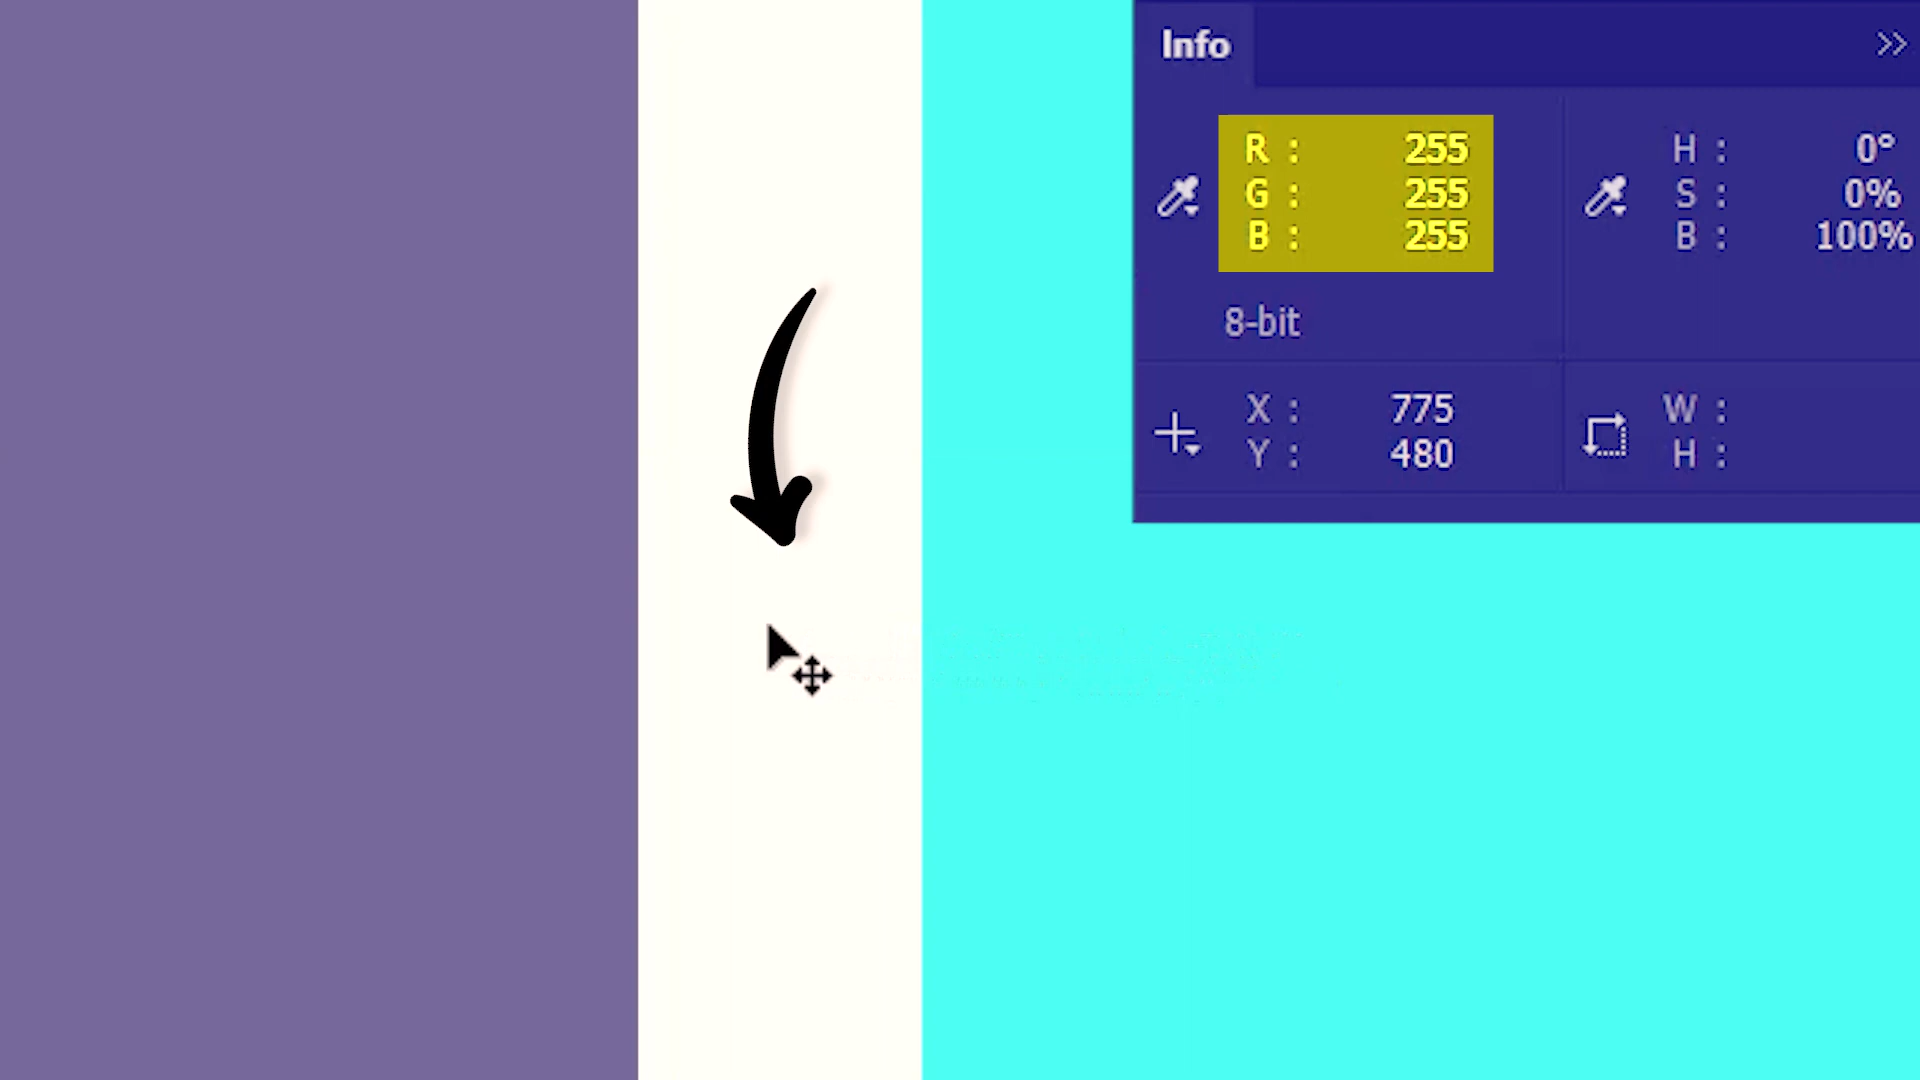 Info
R : 255
G : 255
B : 255
H : 0°
S : 0%
B : 100%
8-bit
X : 775
Y : 480
W :
H :